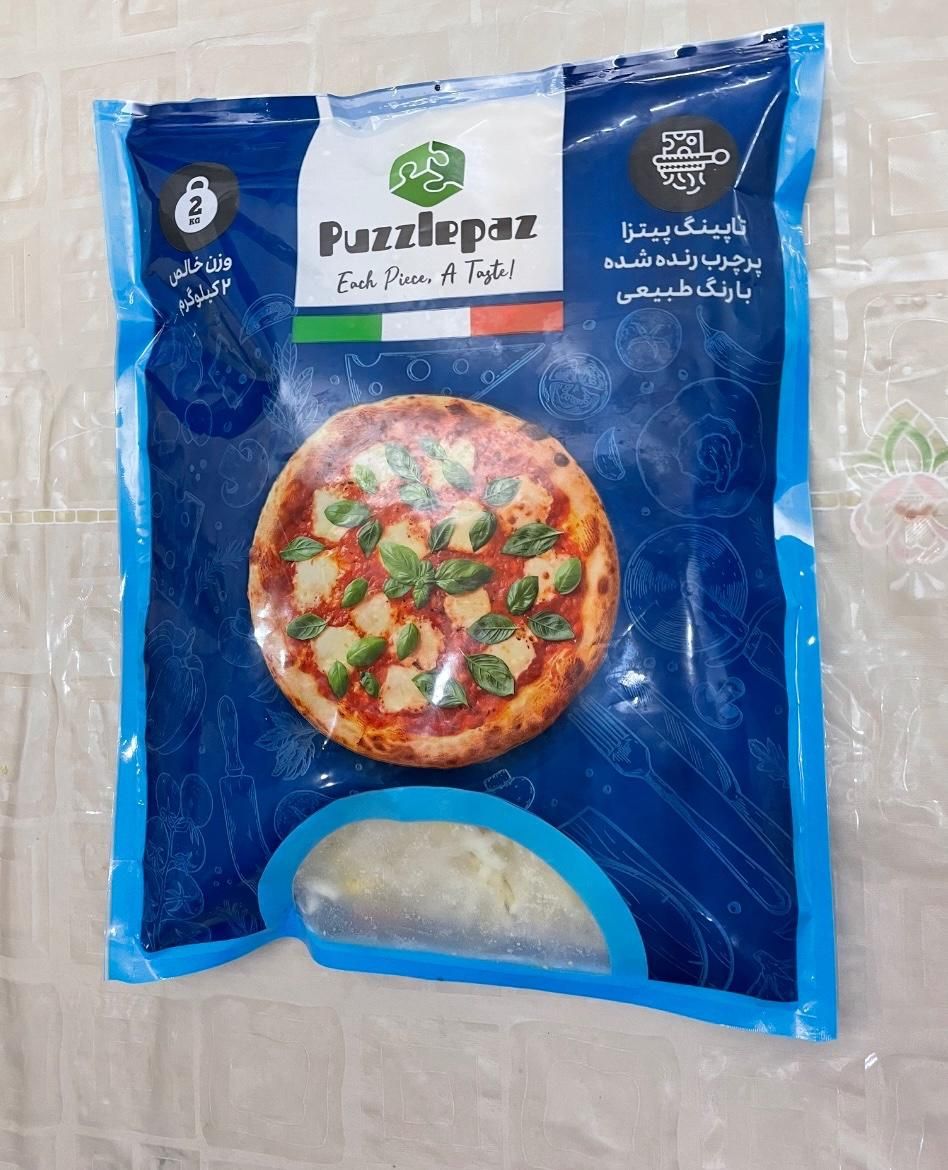 2
KG
وزن خالص
۲ کیلوگرم
Puzzlepaz
Each Piece, A Taste!
تاپینگ پیتزا
پرچرب رنده شده
با رنگ طبیعی